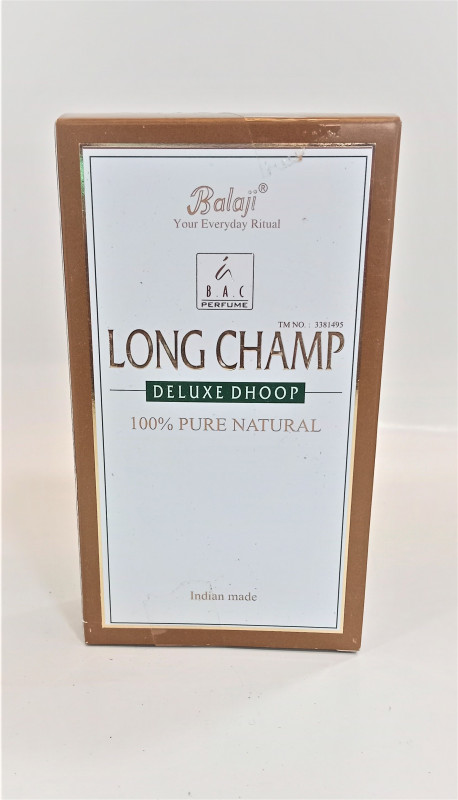 Balaji®
Your Everyday Ritual
B.A.C
PERFUME
TM NO. : 3381495
LONG CHAMP
DELUXE DHOOP
100% PURE NATURAL
Indian made